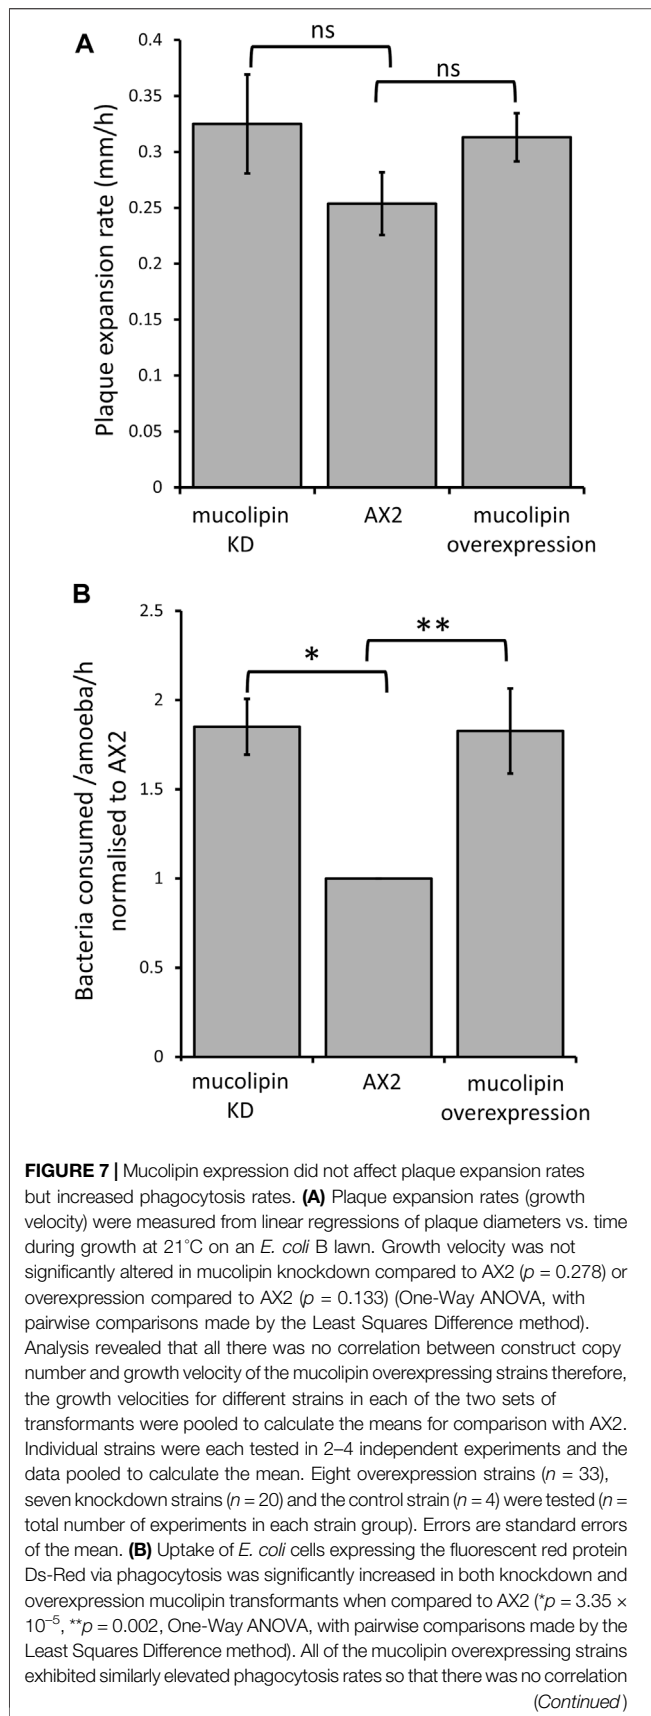 A
ns
ns
0.4
0.35
0.3
0.25
0.2
0.15
0.1
0.05
0
Plaque expansion rate (mm/h)
mucolipin
KD
AX2
mucolipin
overexpression
B
*
**
2.5
2
1.5
1
0.5
0
Bacteria consumed /amoeba/h
normalised to AX2
mucolipin
KD
AX2
mucolipin
overexpression
FIGURE 7 | Mucolipin expression did not affect plaque expansion rates
but increased phagocytosis rates. (A) Plaque expansion rates (growth
velocity) were measured from linear regressions of plaque diameters vs. time
during growth at 21°C on an E. coli B lawn. Growth velocity was not
significantly altered in mucolipin knockdown compared to AX2 (p = 0.278) or
overexpression compared to AX2 (p = 0.133) (One-Way ANOVA, with
pairwise comparisons made by the Least Squares Difference method).
Analysis revealed that all there was no correlation between construct copy
number and growth velocity of the mucolipin overexpressing strains therefore,
the growth velocities for different strains in each of the two sets of
transformants were pooled to calculate the means for comparison with AX2.
Individual strains were each tested in 2–4 independent experiments and the
data pooled to calculate the mean. Eight overexpression strains (n = 33),
seven knockdown strains (n = 20) and the control strain (n = 4) were tested (n =
total number of experiments in each strain group). Errors are standard errors
of the mean. (B) Uptake of E. coli cells expressing the fluorescent red protein
Ds-Red via phagocytosis was significantly increased in both knockdown and
overexpression mucolipin transformants when compared to AX2 (*p = 3.35 ×
10⁻⁵, **p = 0.002, One-Way ANOVA, with pairwise comparisons made by the
Least Squares Difference method). All of the mucolipin overexpressing strains
exhibited similarly elevated phagocytosis rates so that there was no correlation
(Continued)